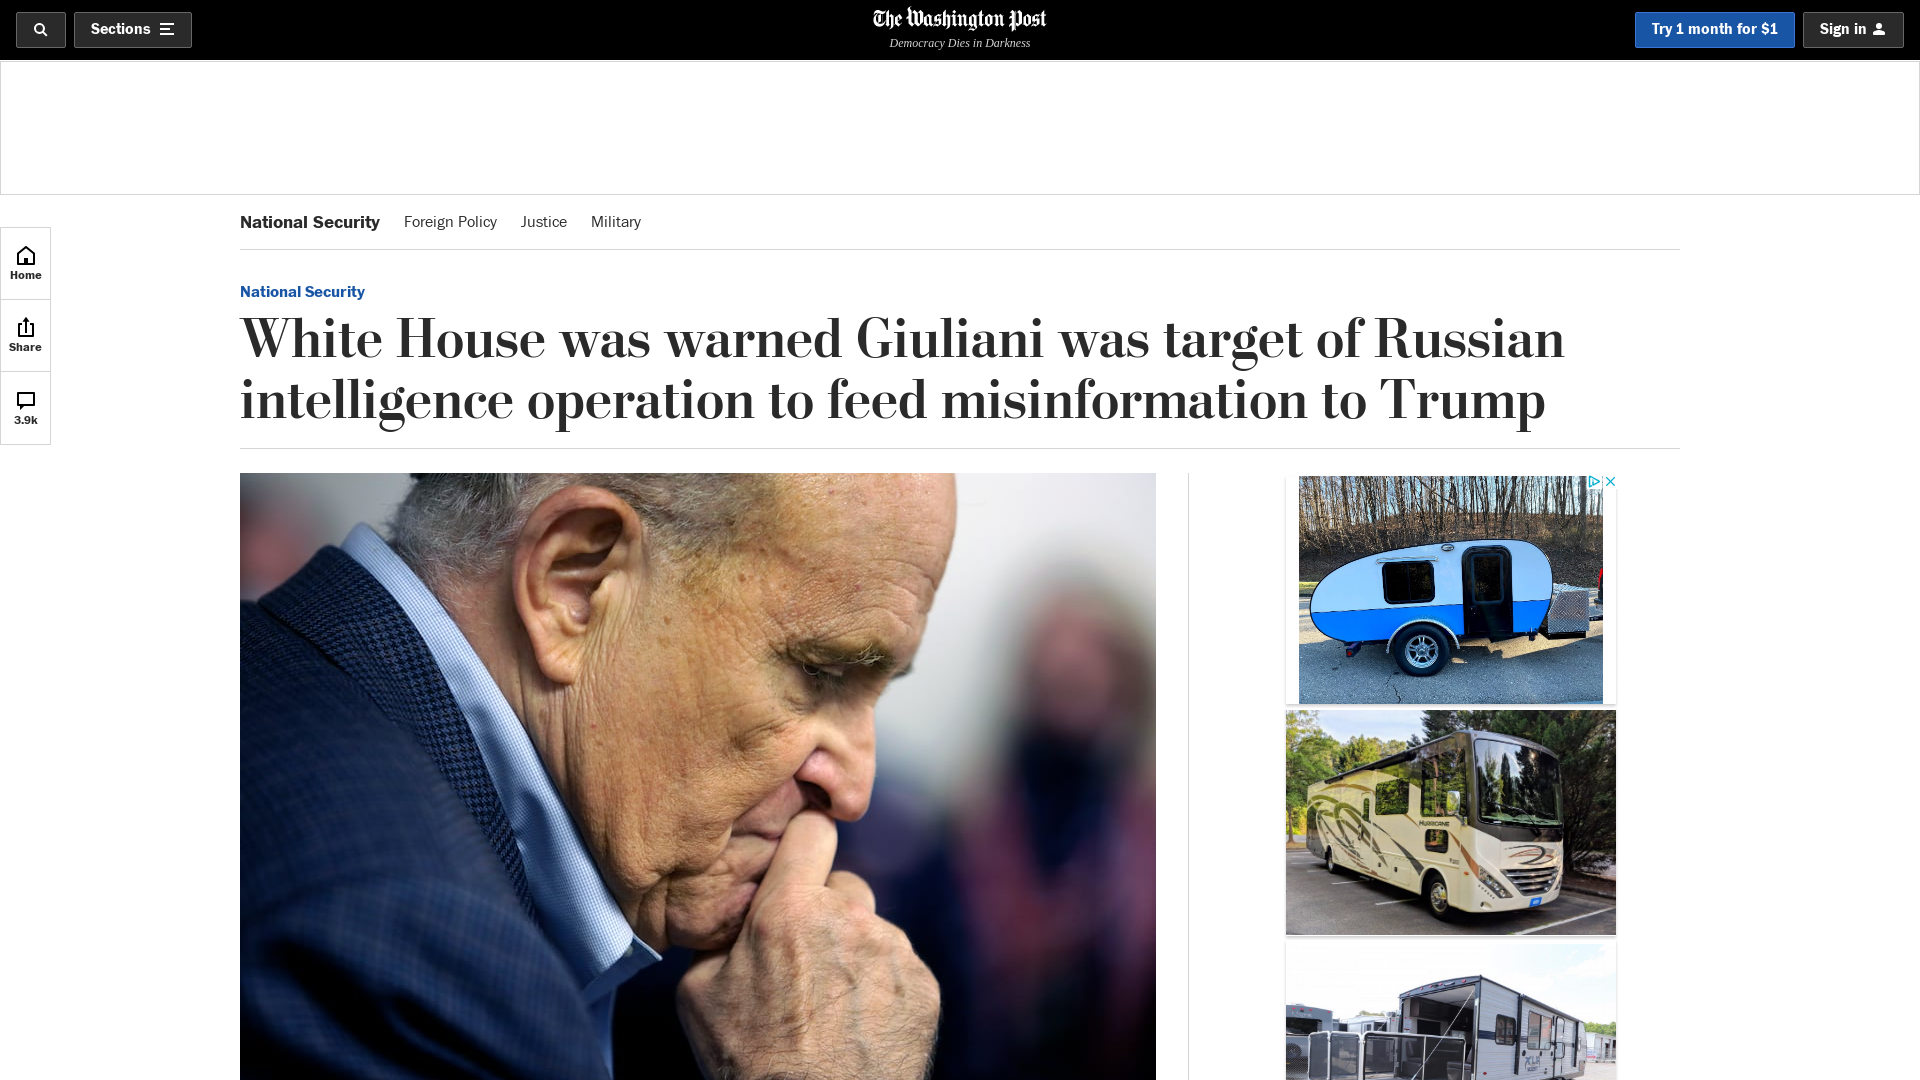 Sections
The Washington Post
Democracy Dies in Darkness
Try 1 month for $1
Sign in
National Security
Foreign Policy
Justice
Military
Home
Share
3.9k
National Security
White House was warned Giuliani was target of Russian
intelligence operation to feed misinformation to Trump
HURRICANE
XLR